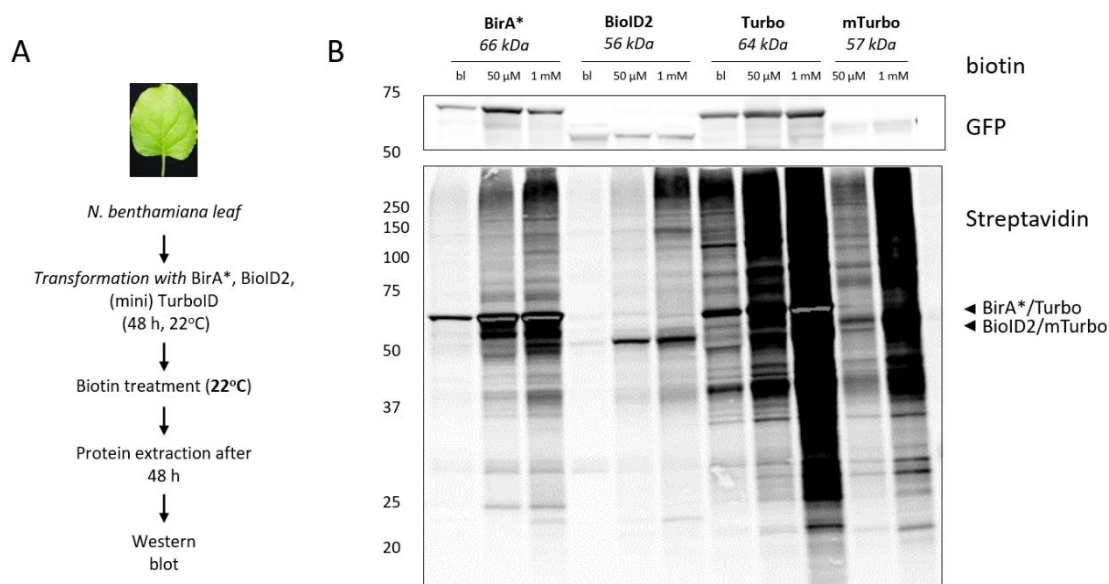 A
N. benthamiana leaf
Transformation with BirA*, BioID2,
(mini) TurboID
(48 h, 22ºC)
Biotin treatment (22ºC)
Protein extraction after
48 h
Western
blot
B
BirA* BioID2 Turbo mTurbo
66 kDa 56 kDa 64 kDa 57 kDa
bl 50 µM 1 mM bl 50 µM 1 mM bl 50 µM 1 mM 50 µM 1 mM
biotin
75
GFP
50
250
150
100
75
50
37
25
20
Streptavidin
◄ BirA*/Turbo
◄ BioID2/mTurbo